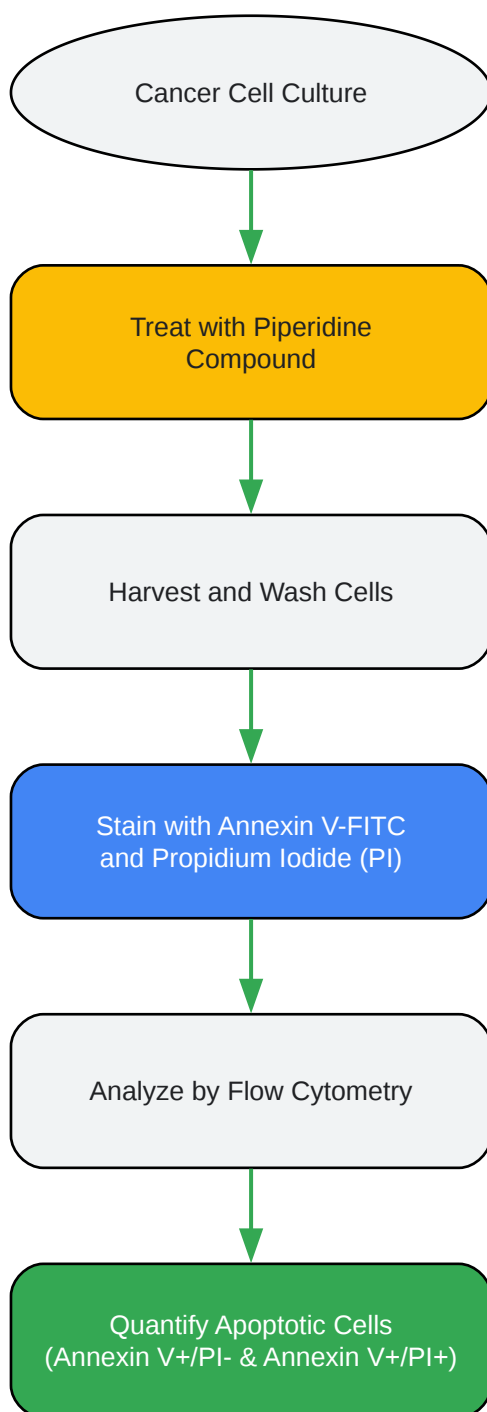 Cancer Cell Culture
Treat with Piperidine
Compound
Harvest and Wash Cells
Stain with Annexin V-FITC
and Propidium Iodide (PI)
Analyze by Flow Cytometry
Quantify Apoptotic Cells
(Annexin V+/PI- & Annexin V+/PI+)